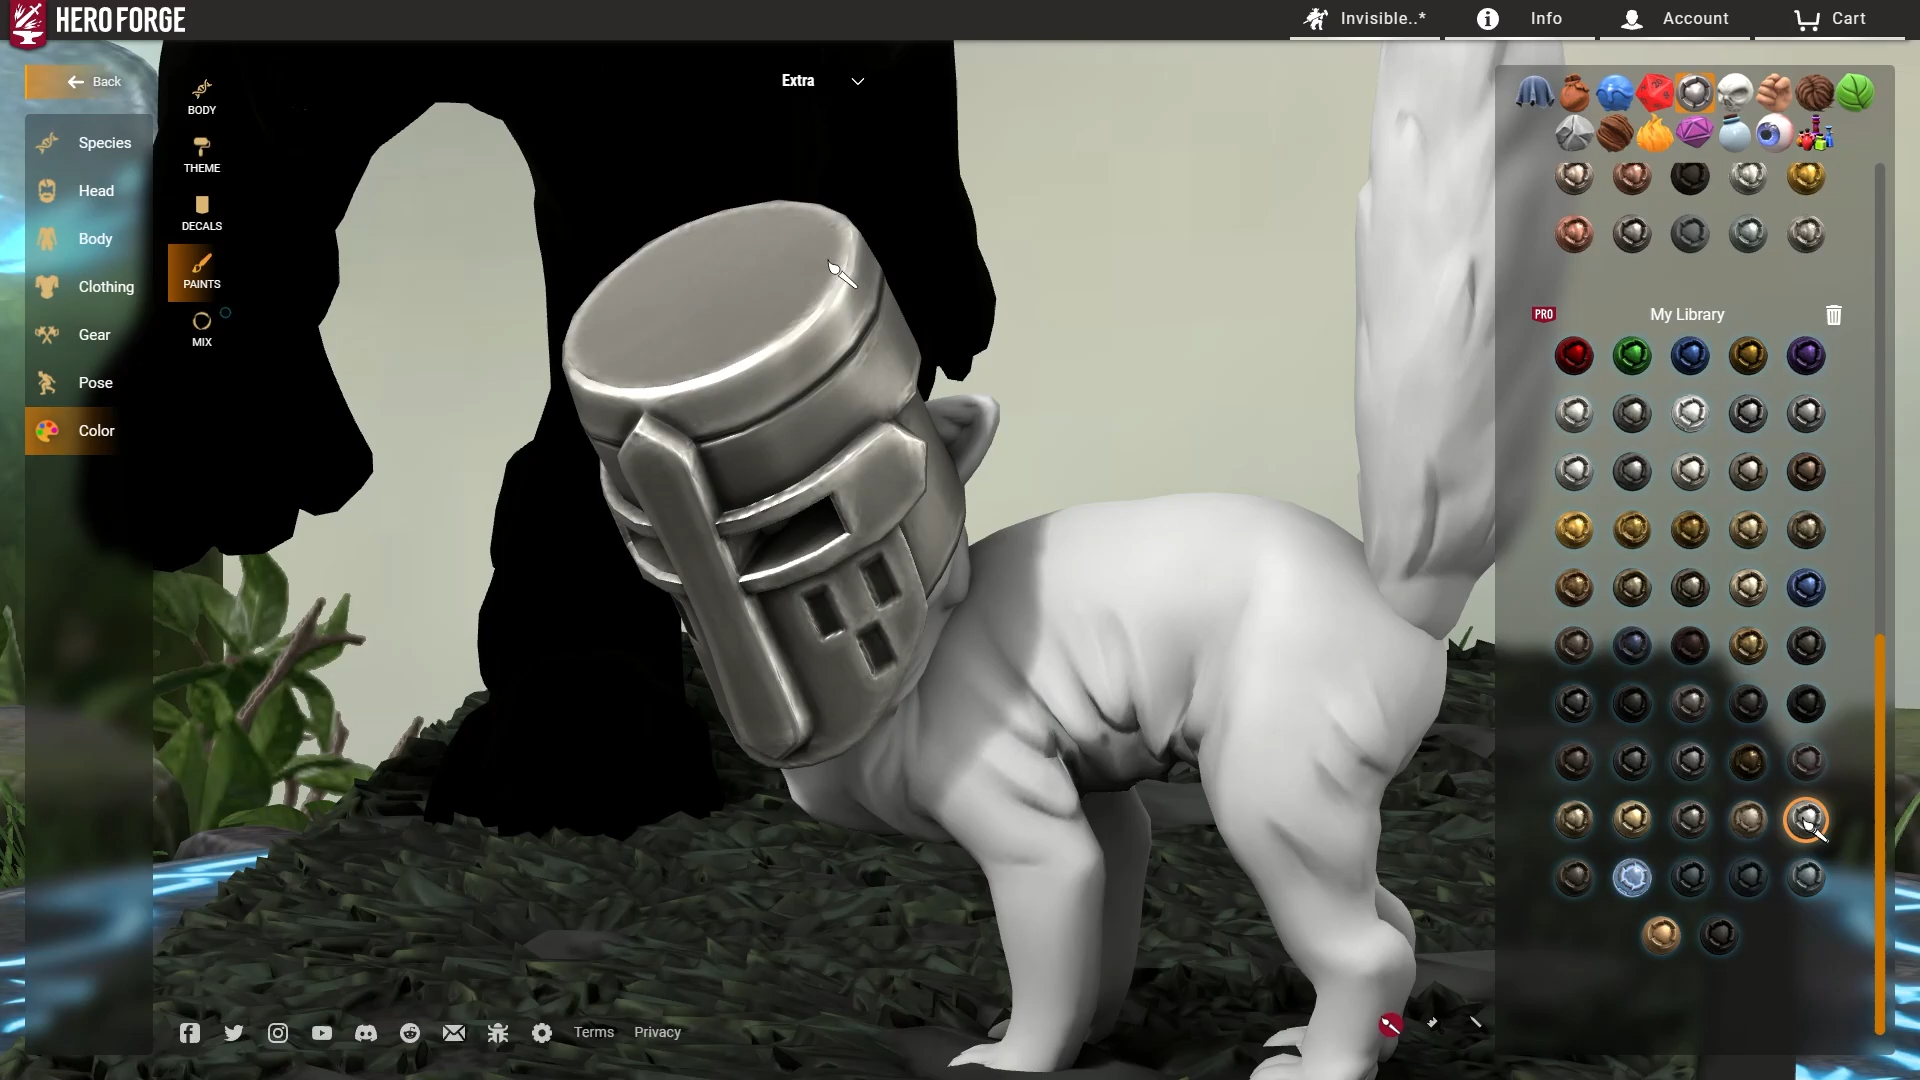 HERO FORGE
Invisible..*
Info
Account
Cart
Back
Extra
Species
Head
Body
Clothing
Gear
Pose
Color
BODY
THEME
DECALS
PAINTS
MIX
PRO
My Library
Terms
Privacy